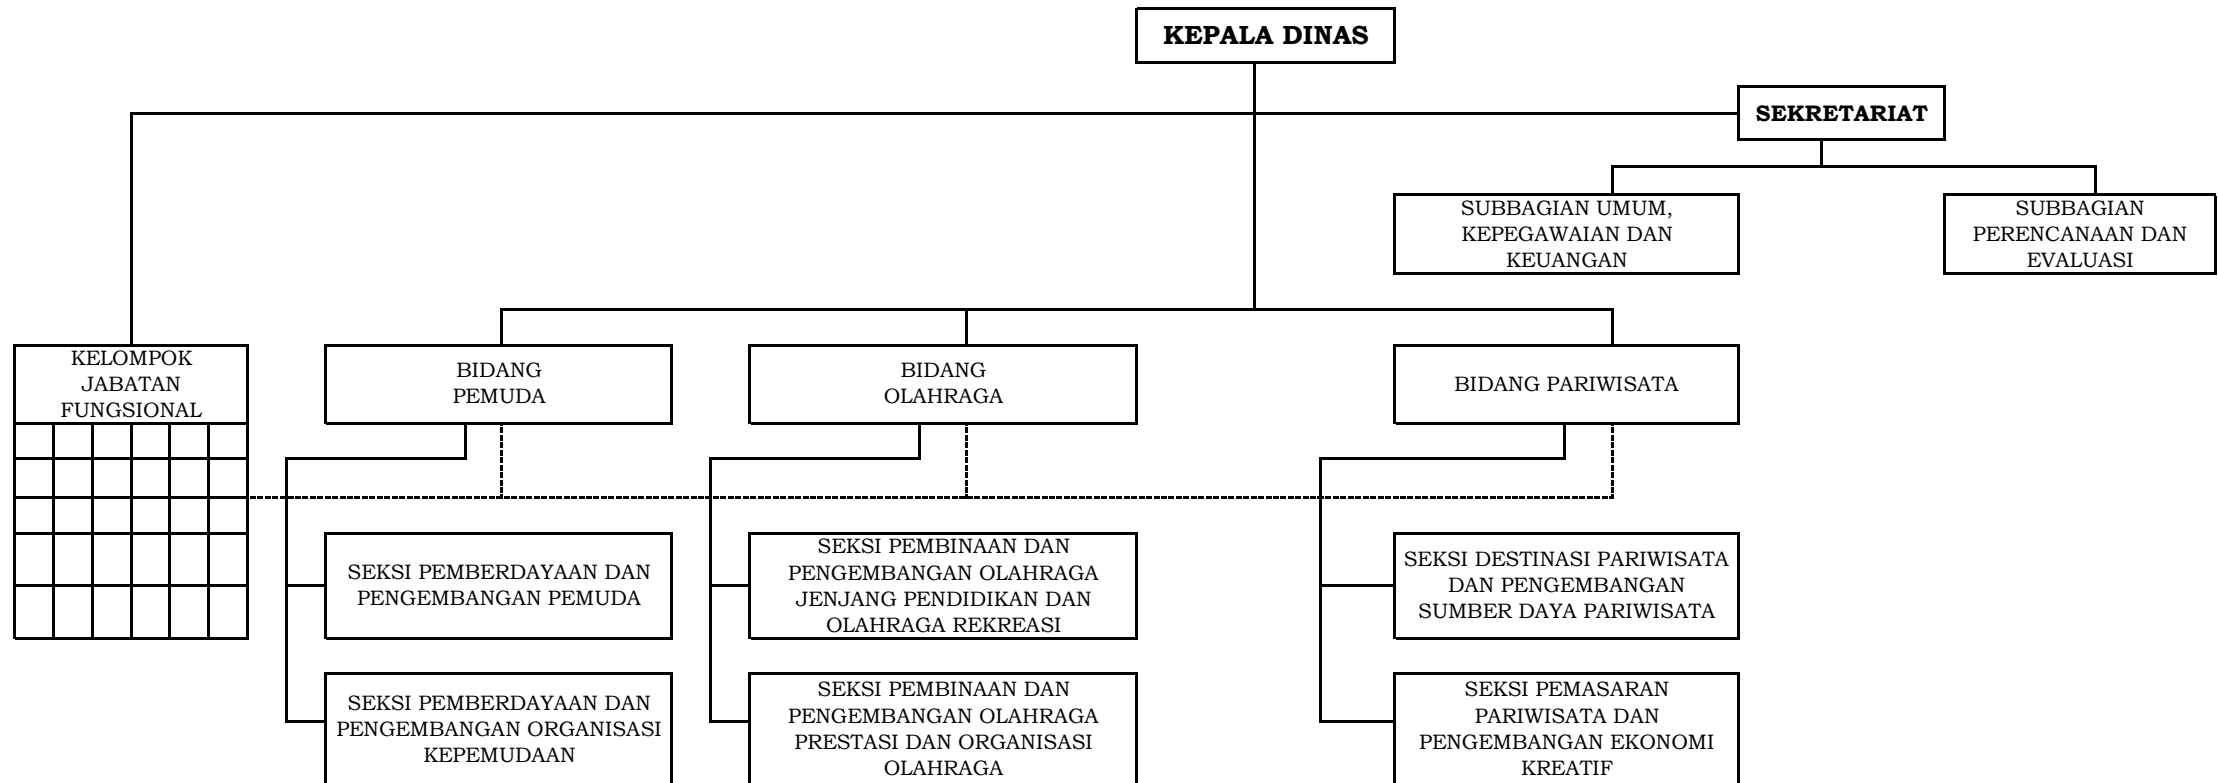 KEPALA DINAS
SEKRETARIAT
SUBBAGIAN UMUM,
KEPEGAWAIAN DAN
KEUANGAN
SUBBAGIAN
PERENCANAAN DAN
EVALUASI
KELOMPOK
JABATAN
FUNGSIONAL
BIDANG
PEMUDA
BIDANG
OLAHRAGA
BIDANG PARIWISATA
SEKSI PEMBERDAYAAN DAN
PENGEMBANGAN PEMUDA
SEKSI PEMBINAAN DAN
PENGEMBANGAN OLAHRAGA
JENJANG PENDIDIKAN DAN
OLAHRAGA REKREASI
SEKSI DESTINASI PARIWISATA
DAN PENGEMBANGAN
SUMBER DAYA PARIWISATA
SEKSI PEMBERDAYAAN DAN
PENGEMBANGAN ORGANISASI
KEPEMUDAAN
SEKSI PEMBINAAN DAN
PENGEMBANGAN OLAHRAGA
PRESTASI DAN ORGANISASI
OLAHRAGA
SEKSI PEMASARAN
PARIWISATA DAN
PENGEMBANGAN EKONOMI
KREATIF